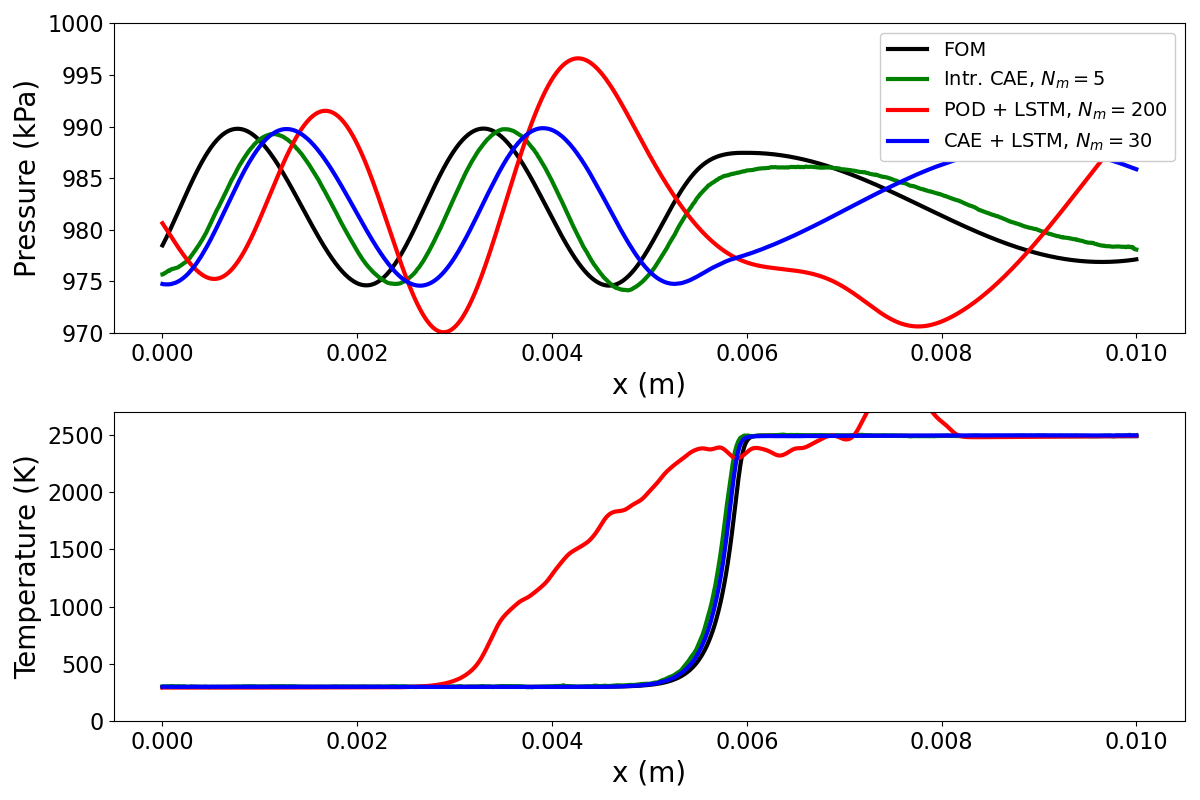 1000
995
990
985
980
975
970
Pressure (kPa)
FOM
Intr. CAE, $N_m = 5$
POD + LSTM, $N_m = 200$
CAE + LSTM, $N_m = 30$
0.000 0.002 0.004 0.006 0.008 0.010
x (m)
2500
2000
1500
1000
500
0
Temperature (K)
0.000 0.002 0.004 0.006 0.008 0.010
x (m)